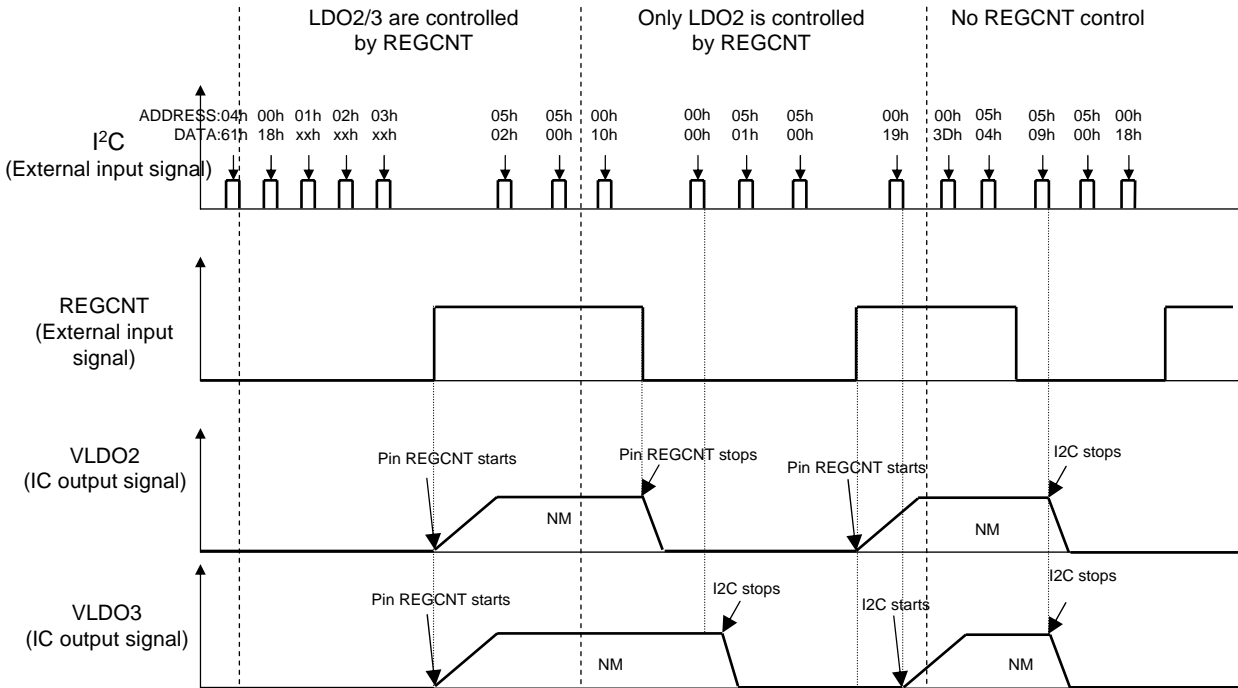 LDO2/3 are controlled
by REGCNT
Only LDO2 is controlled
by REGCNT
No REGCNT control
ADDRESS:04h 00h 01h 02h 03h 05h 05h 00h 00h 05h 05h 00h 00h 05h 05h 05h 00h
DATA:61h 18h xxh xxh xxh 02h 00h 10h 00h 01h 00h 19h 3Dh 04h 09h 00h 18h
I2C
(External input signal)
REGCNT
(External input
signal)
VLDO2
(IC output signal)
Pin REGCNT starts
Pin REGCNT stops
Pin REGCNT starts
I2C stops
NM
NM
VLDO3
(IC output signal)
Pin REGCNT starts
I2C stops
I2C starts
I2C stops
NM
NM